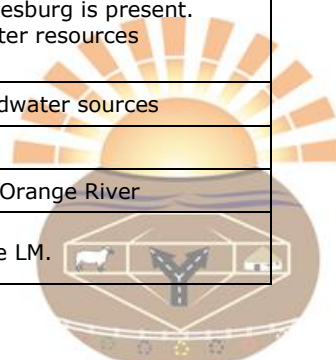 esburg is present.
ter resources
dwater sources
Orange River
e LM.